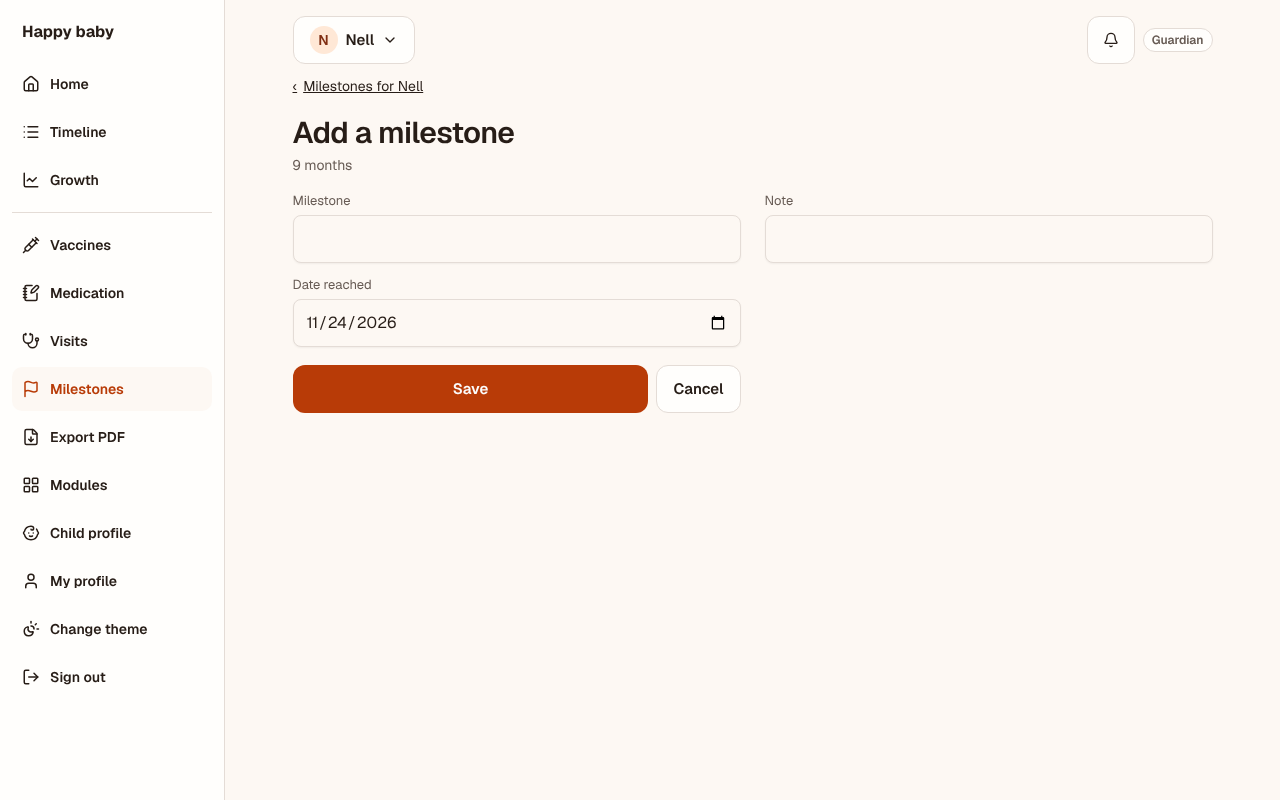 Happy baby
Home
Timeline
Growth
Vaccines
Medication
Visits
Milestones
Export PDF
Modules
Child profile
My profile
Change theme
Sign out
N Nell
Guardian
‹ Milestones for Nell
Add a milestone
9 months
Milestone
Note
Date reached
11/24/2026
Save
Cancel